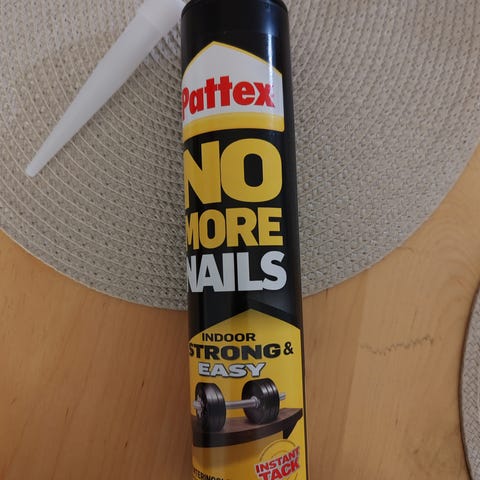 Pattex
NO
MORE
NAILS
INDOOR
STRONG &
EASY
INSTANT
TACK